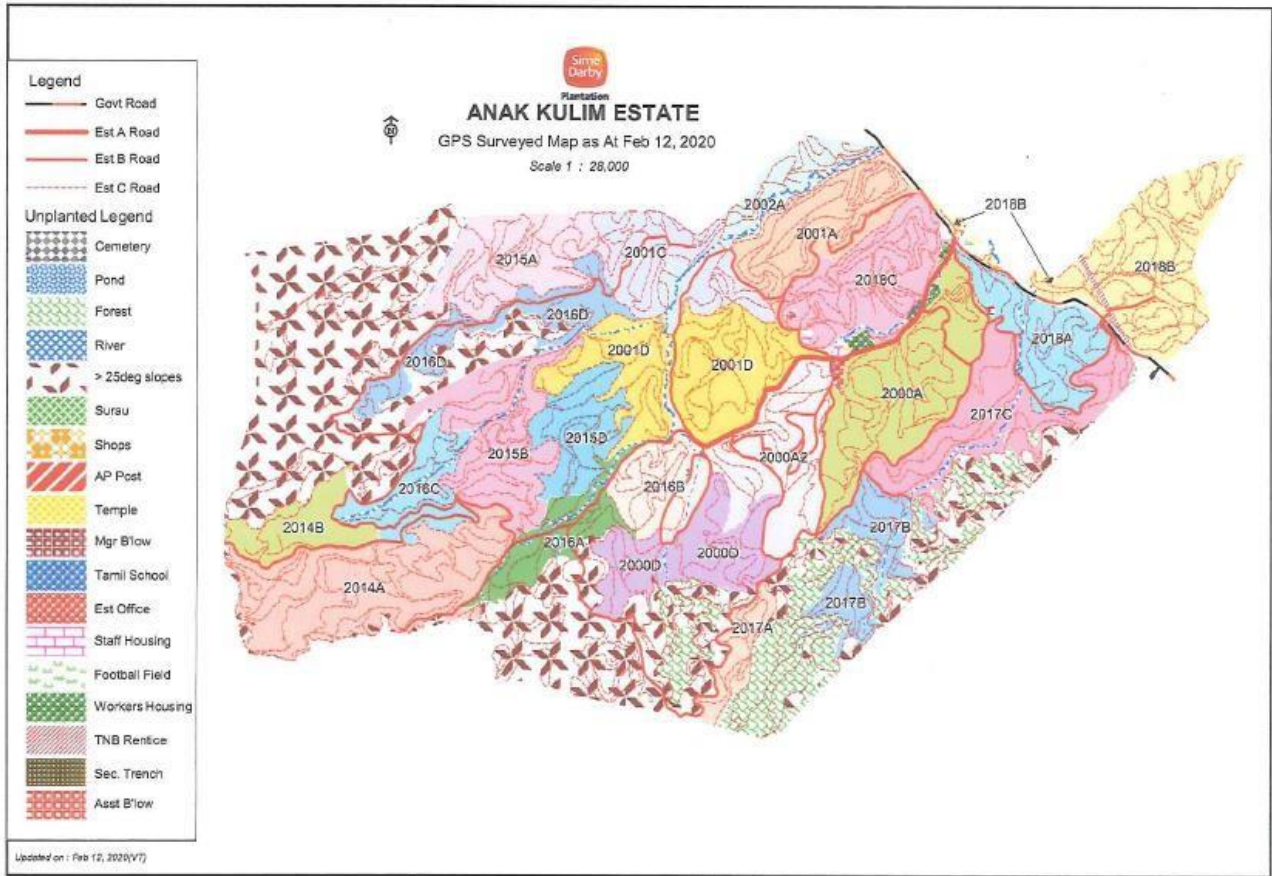 Sime
Darby
Plantation
ANAK KULIM ESTATE
GPS Surveyed Map as At Feb 12, 2020
Scale 1 : 28,000
Legend
Govt Road
Est A Road
Est B Road
Est C Road
Unplanted Legend
Cemetery
Pond
Forest
River
> 25deg slopes
Surau
Shops
AP Post
Temple
Mgr B'low
Tamil School
Est Office
Staff Housing
Football Field
Workers Housing
TNB Rentice
Sec. Trench
Asst B'low
2002A
2018B
2001A
2001C
2015A
2018B
2018C
2016D
2018A
2001D
2016D
2001D
2000A
2017C
2015D
2015B
2000A2
2016B
2016C
2014B
2017B
2016A
2000D
2000D
2014A
2017B
2017A
Updated on : Feb 12, 2020(V7)